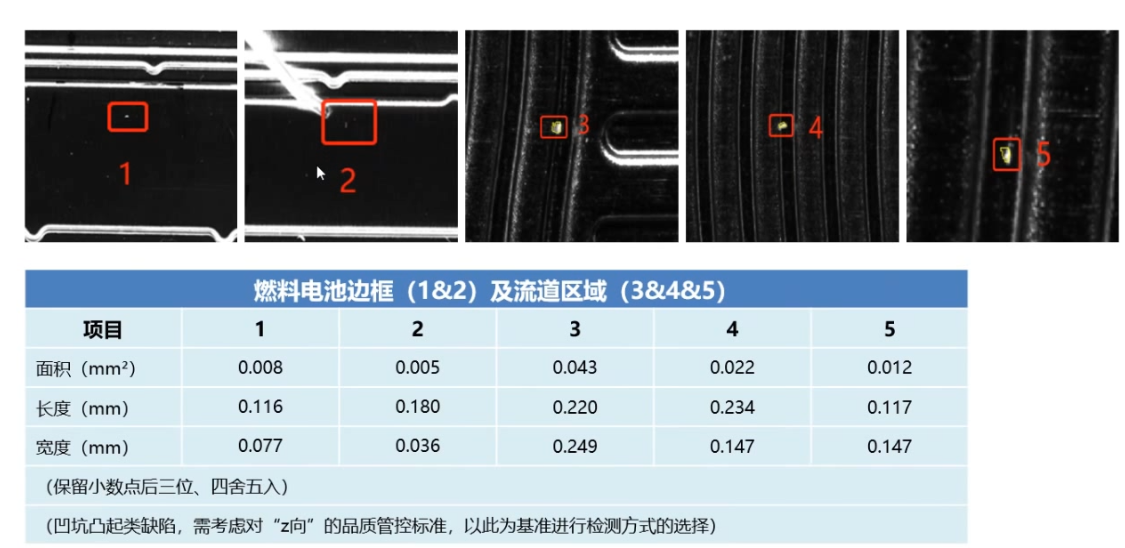 1
2
3
4
5
燃料电池边框（1&2）及流道区域（3&4&5）
项目 1 2 3 4 5
面积（mm²） 0.008 0.005 0.043 0.022 0.012
长度（mm） 0.116 0.180 0.220 0.234 0.117
宽度（mm） 0.077 0.036 0.249 0.147 0.147
（保留小数点后三位、四舍五入）
（凹坑凸起类缺陷，需考虑对“z向”的品质管控标准，以此为基准进行检测方式的选择）